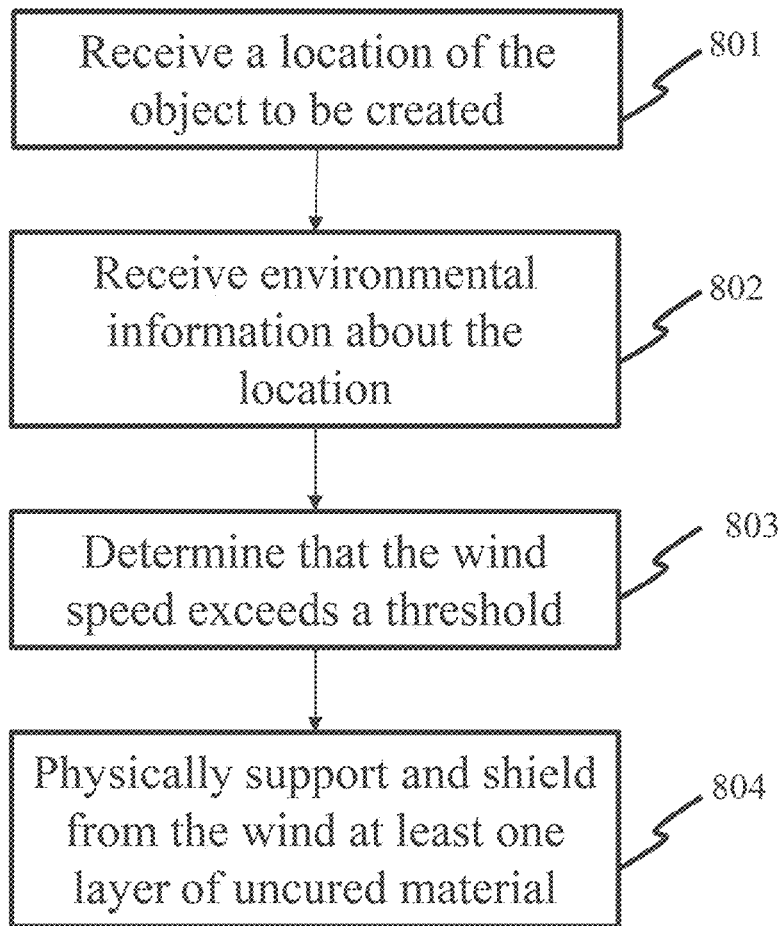 Receive a location of the
object to be created
801
Receive environmental
information about the
location
802
Determine that the wind
speed exceeds a threshold
803
Physically support and shield
from the wind at least one
layer of uncured material
804